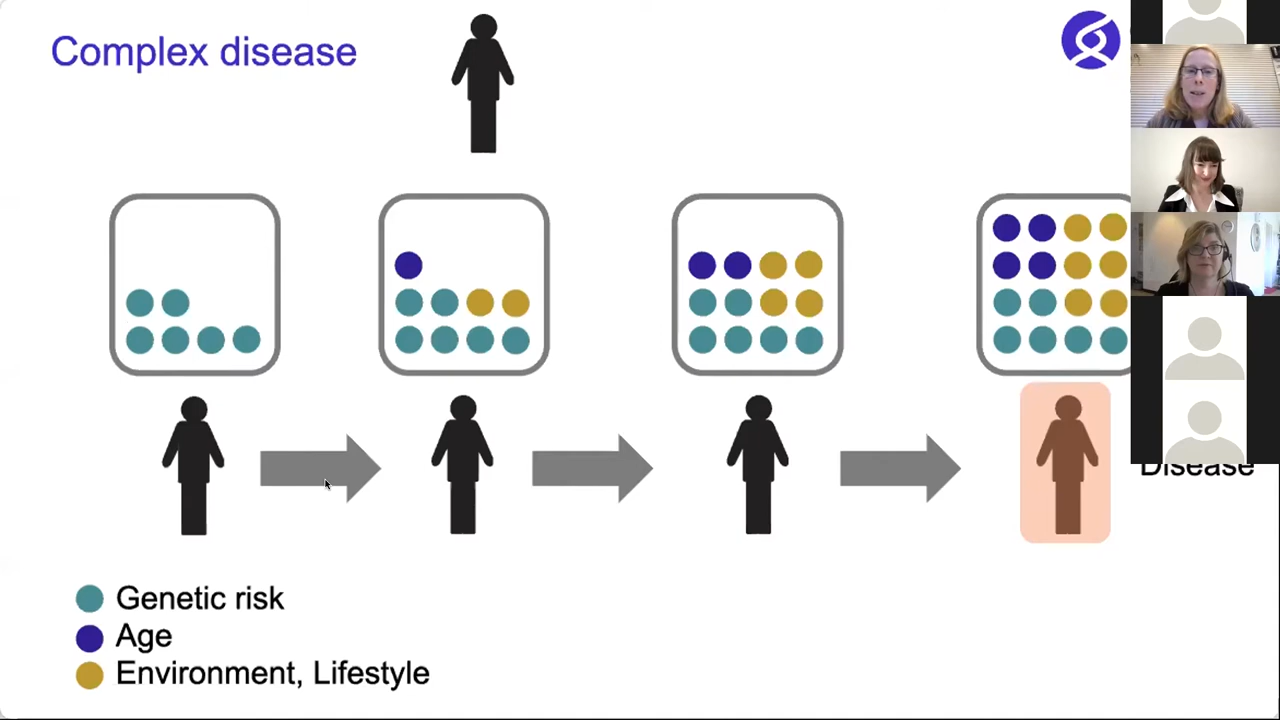 Complex disease
Disease
Genetic risk
Age
Environment, Lifestyle